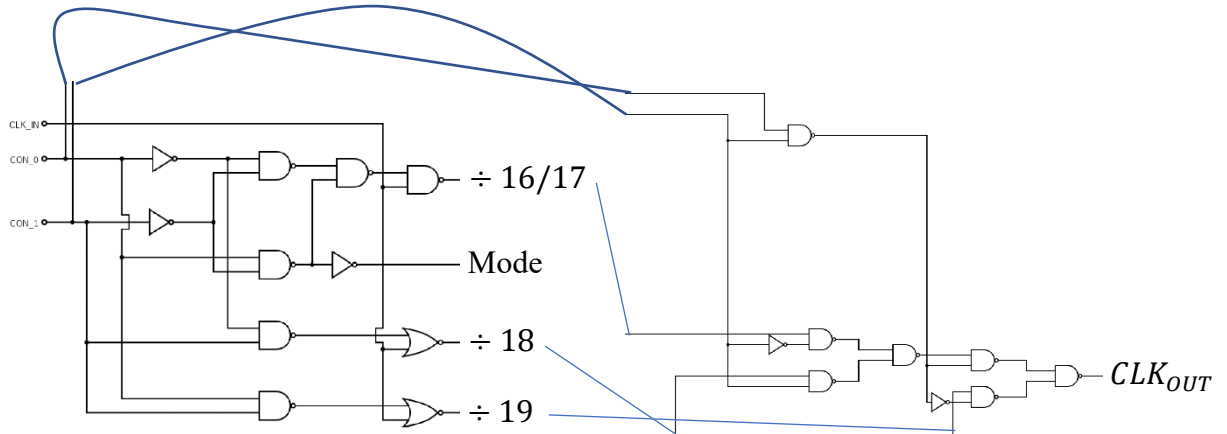 CLK_IN
CON_0
÷ 16/17
CON_1
Mode
÷ 18
CLK_OUT
÷ 19